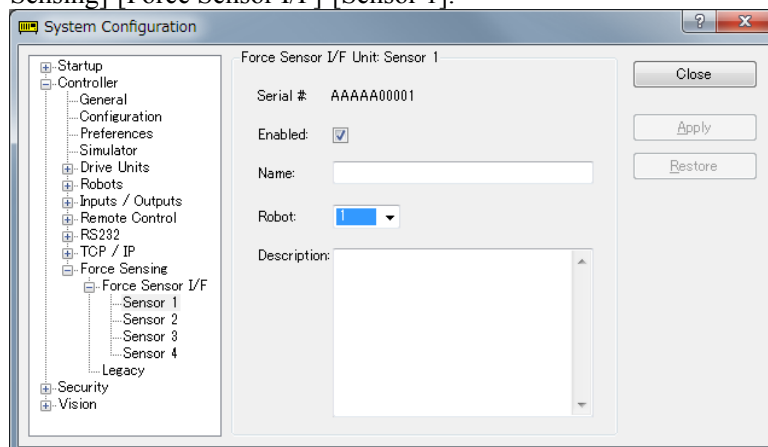 Sensing]-[Force Sensor I/F]-[Sensor 1].
System Configuration
Startup
Controller
General
Configuration
Preferences
Simulator
Drive Units
Robots
Inputs / Outputs
Remote Control
RS232
TCP / IP
Force Sensing
Force Sensor I/F
Sensor 1
Sensor 2
Sensor 3
Sensor 4
Legacy
Security
Vision
Force Sensor I/F Unit: Sensor 1
Serial #: AAAAA00001
Enabled:
Name:
Robot: 1
Description:
Close
Apply
Restore